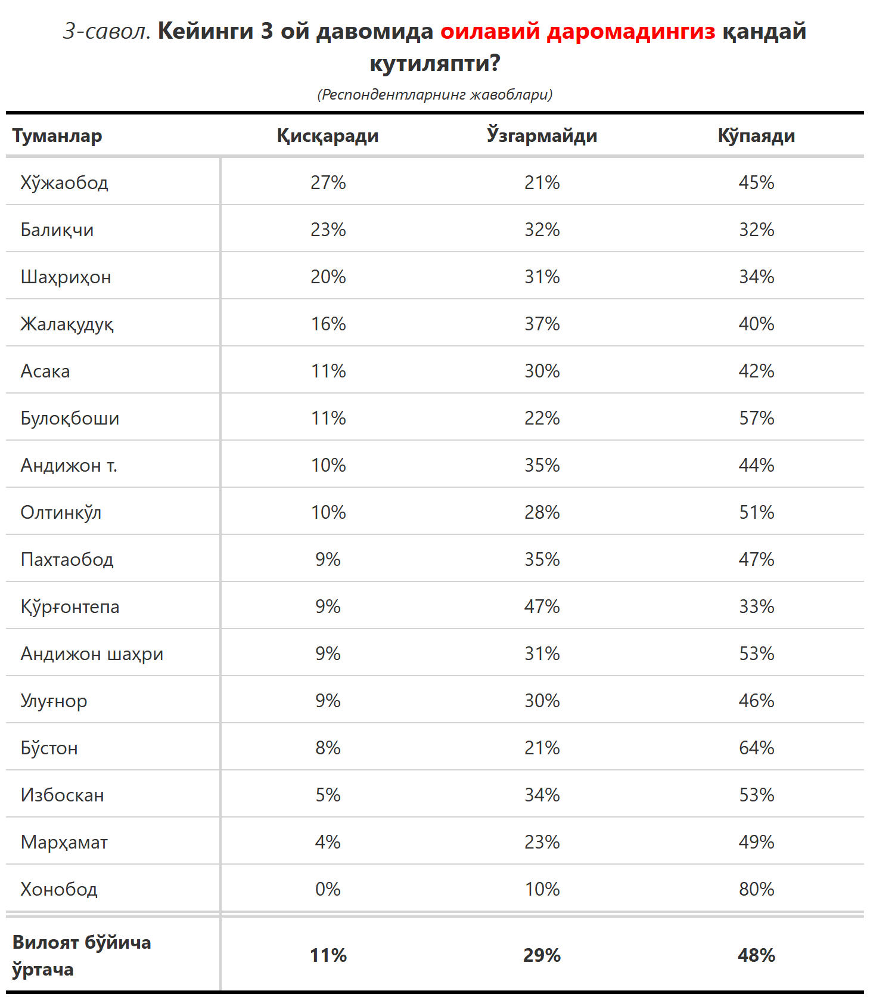 3-савол. Кейинги 3 ой давомида оилавий даромадингиз қандай
кутиляпти?
(Респондентларнинг жавоблари)
Туманлар Қисқаради Ўзгармайди Кўпаяди
Хўжаобод 27% 21% 45%
Балиқчи 23% 32% 32%
Шаҳриҳон 20% 31% 34%
Жалақудуқ 16% 37% 40%
Асака 11% 30% 42%
Булоқбоши 11% 22% 57%
Андижон т. 10% 35% 44%
Олтинкўл 10% 28% 51%
Пахтаобод 9% 35% 47%
Қўрғонтепа 9% 47% 33%
Андижон шаҳри 9% 31% 53%
Улуғнор 9% 30% 46%
Бўстон 8% 21% 64%
Избоскан 5% 34% 53%
Марҳамат 4% 23% 49%
Хонобод 0% 10% 80%
Вилоят бўйича
ўртача 11% 29% 48%